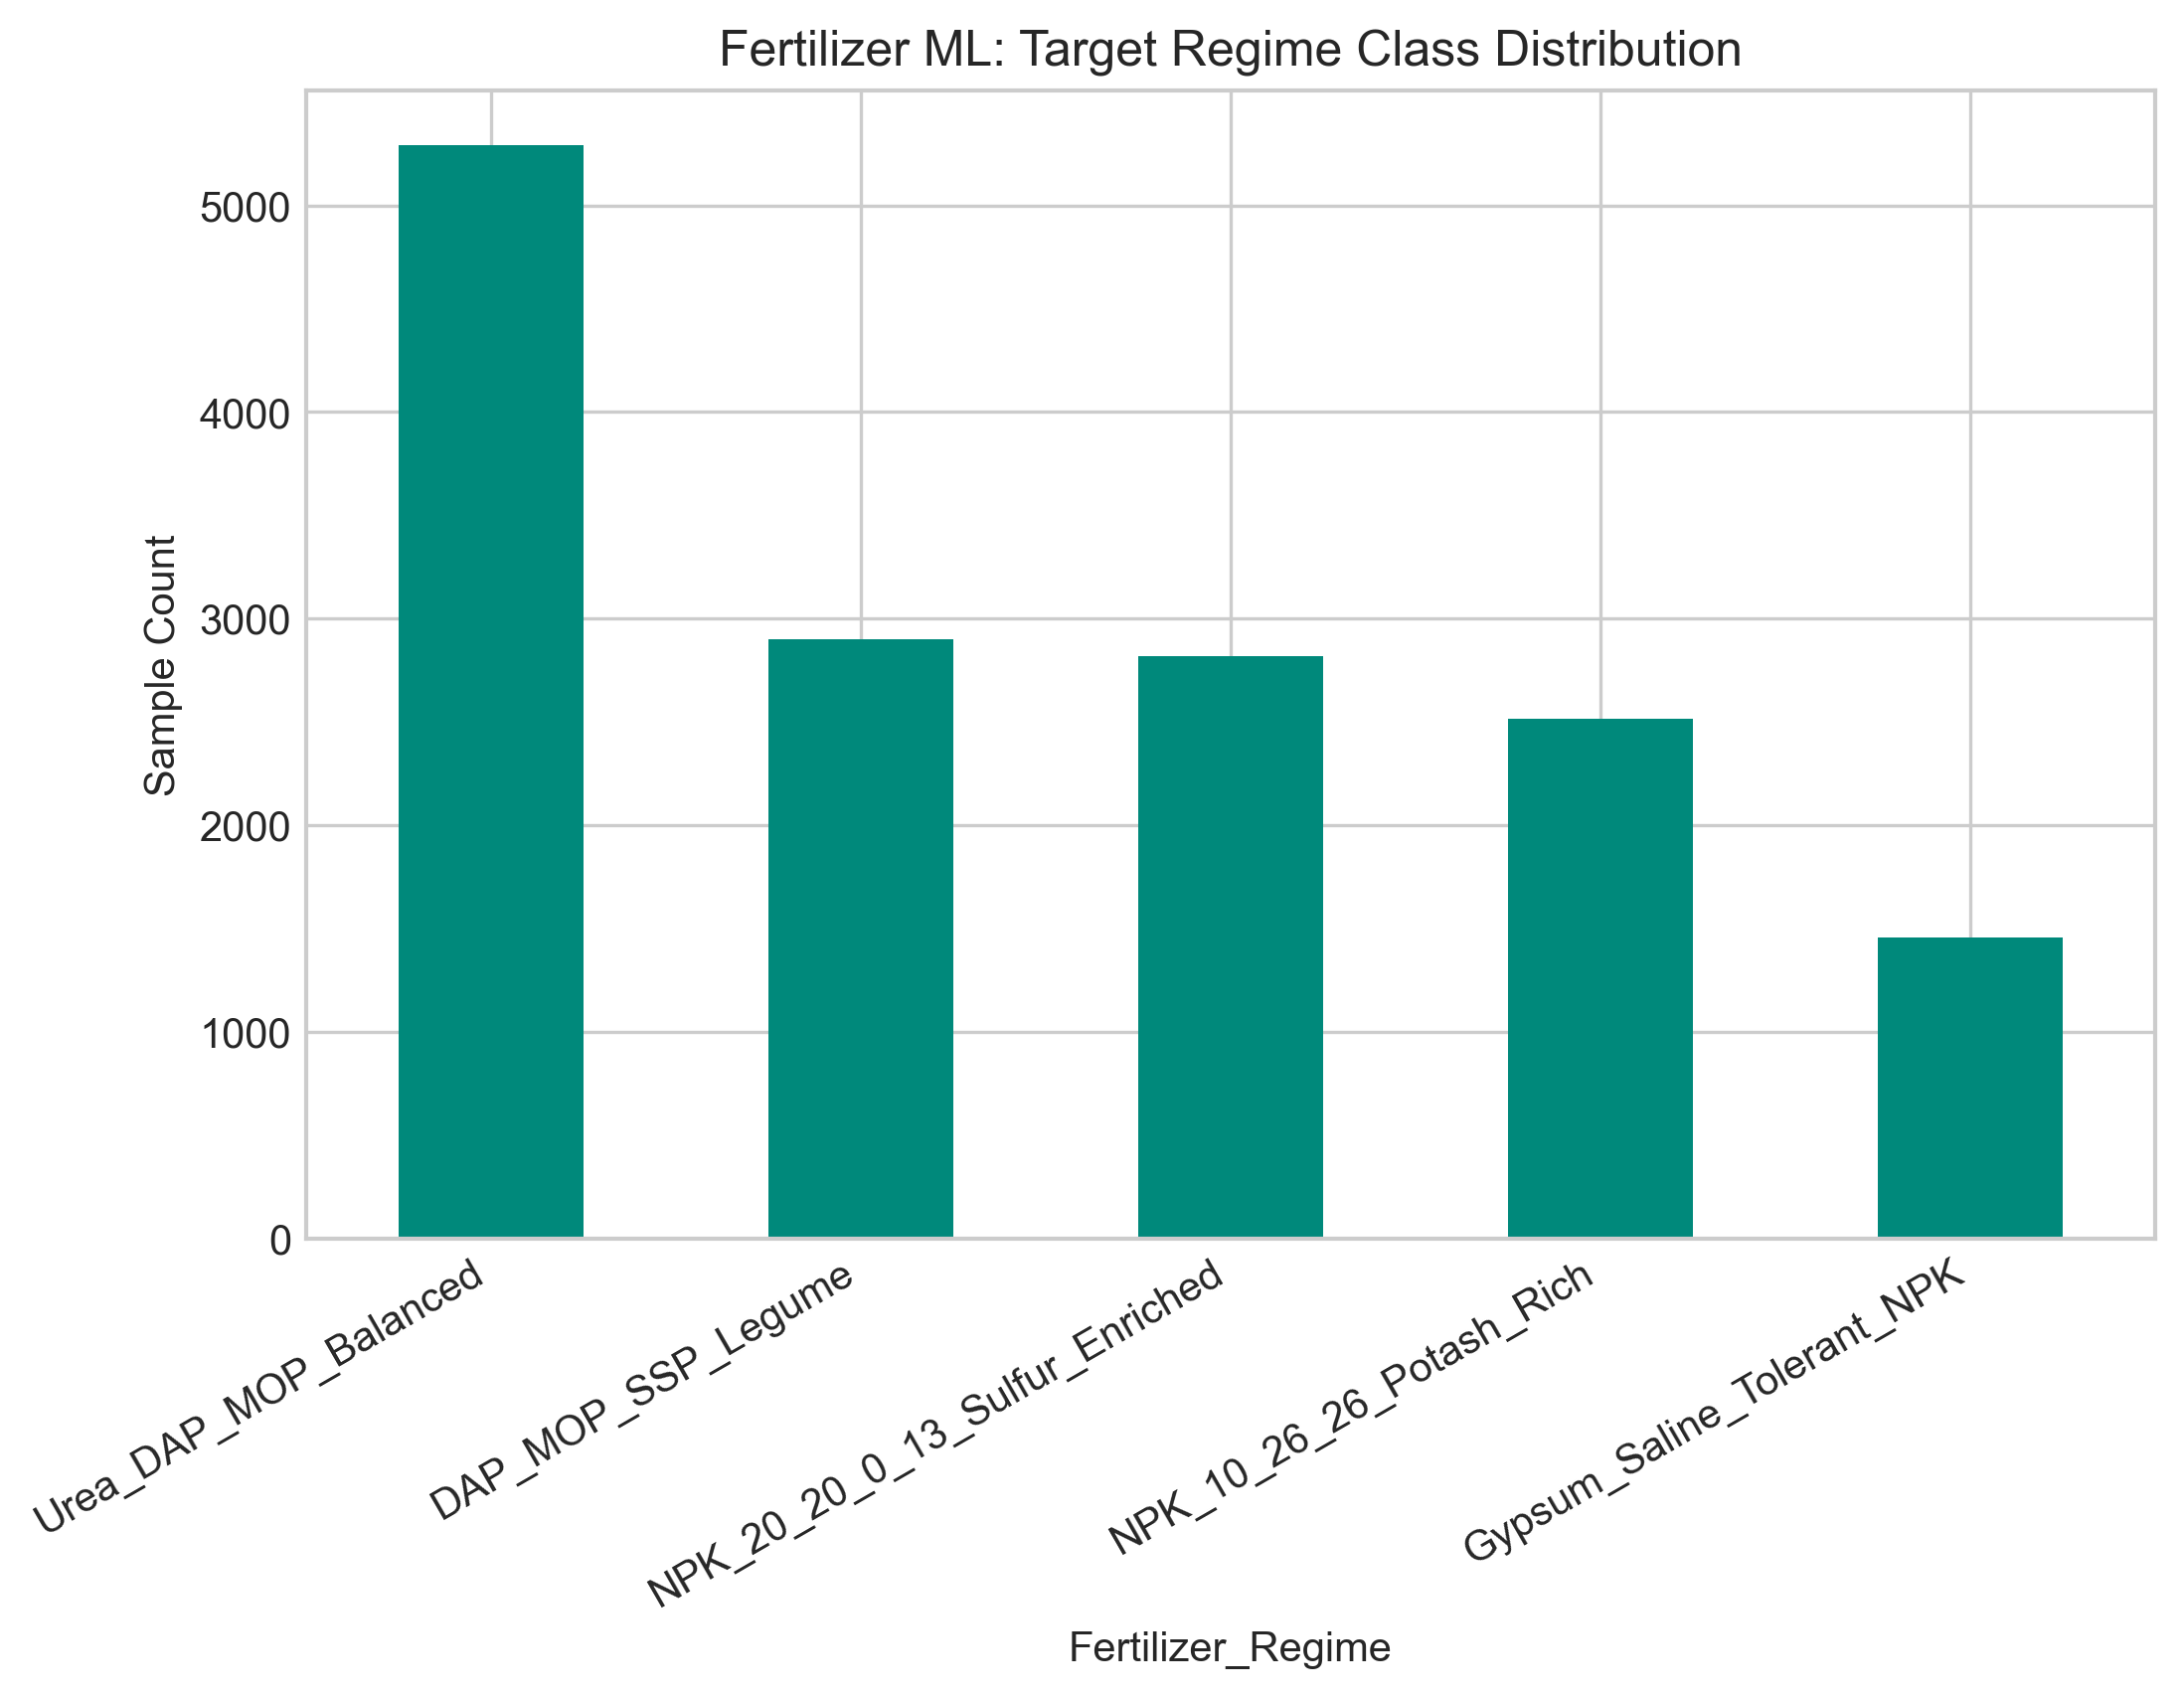 Fertilizer ML: Target Regime Class Distribution
Sample Count
5000
4000
3000
2000
1000
0
Urea_DAP_MOP_Balanced
DAP_MOP_SSP_Legume
NPK_20_20_0_13_Sulfur_Enriched
NPK_10_26_26_Potash_Rich
Gypsum_Saline_Tolerant_NPK
Fertilizer_Regime